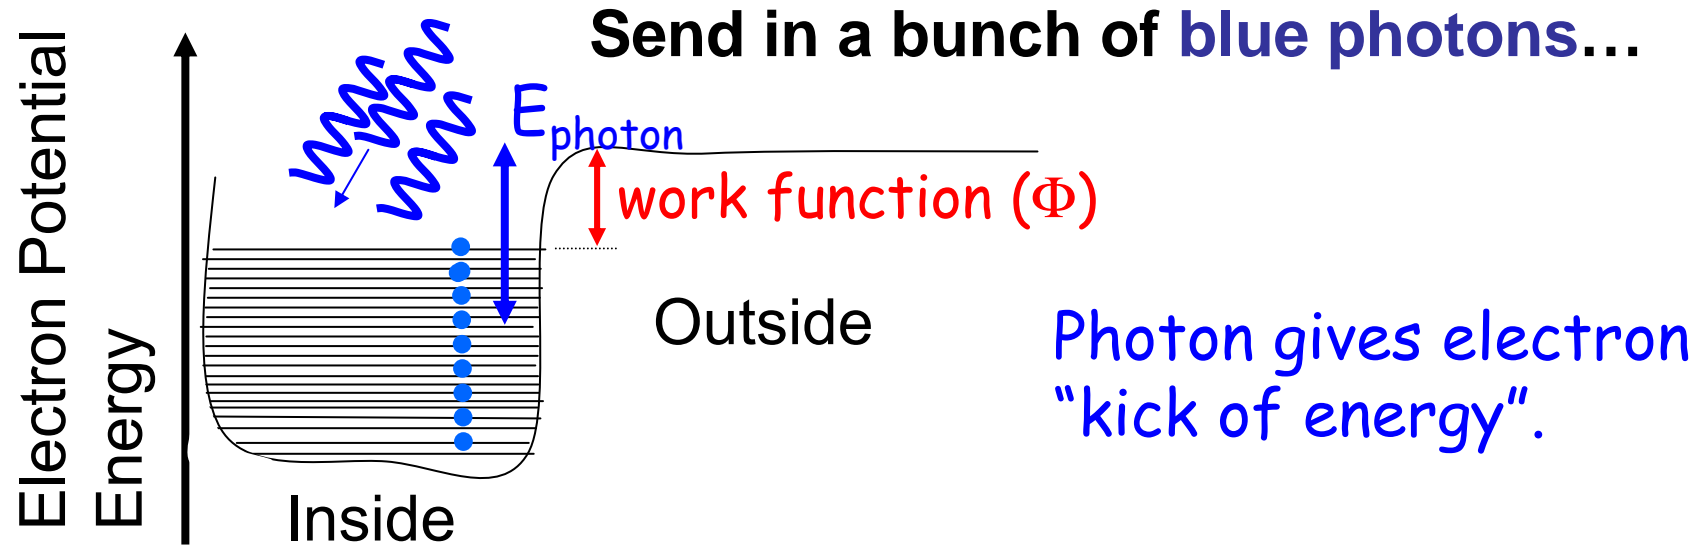 Send in a bunch of blue photons…
Electron Potential
Energy
E_photon
work function (Φ)
Outside
Photon gives electron
“kick of energy”.
Inside